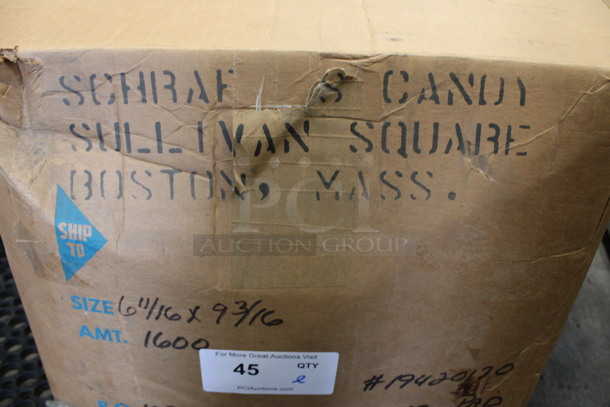 SCHRAF S CANDY
SULLIVAN SQUARE
BOSTON, MASS.
PCI
AUCTION GROUP
SHIP
TO
SIZE 6 11/16 X 9 3/16
AMT. 1600
For More Great Auctions Visit
45 QTY
PCIAuctions.com
#19420120